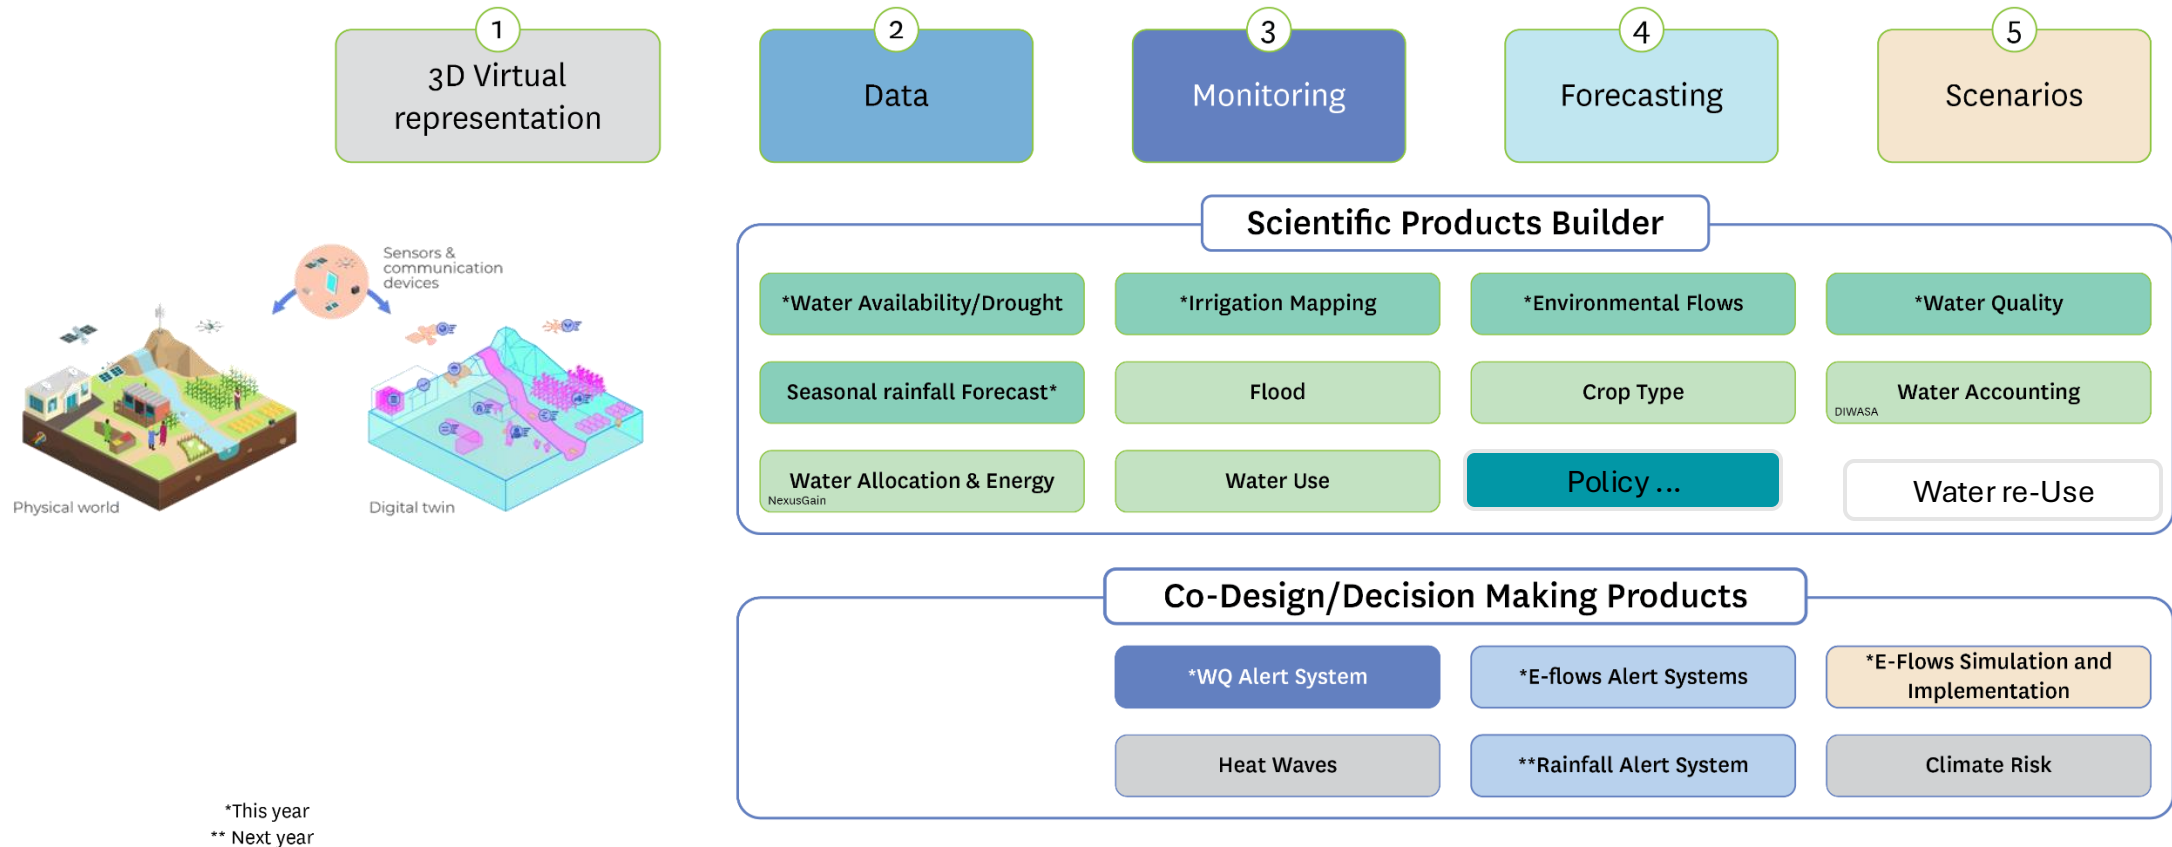 1
3D Virtual
representation
2
Data
3
Monitoring
4
Forecasting
5
Scenarios
Sensors &
communication
devices
Physical world
Digital twin
Scientific Products Builder
*Water Availability/Drought
*Irrigation Mapping
*Environmental Flows
*Water Quality
Seasonal rainfall Forecast*
Flood
Crop Type
Water Accounting
DIWASA
Water Allocation & Energy
NexusGain
Water Use
Policy ...
Water re-Use
Co-Design/Decision Making Products
*WQ Alert System
*E-flows Alert Systems
*E-Flows Simulation and
Implementation
Heat Waves
**Rainfall Alert System
Climate Risk
*This year
** Next year